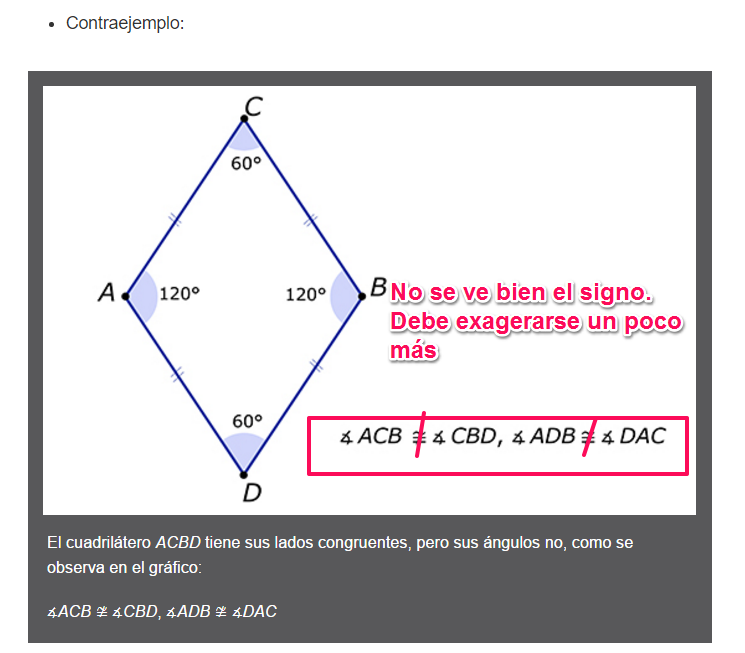 • Contraejemplo:
C
60°
A
120°
120°
B
No se ve bien el signo.
Debe exagerarse un poco
más
60°
∡ ACB ≇ ∡ CBD, ∡ ADB ≇ ∡ DAC
D
El cuadrilátero ACBD tiene sus lados congruentes, pero sus ángulos no, como se
observa en el gráfico:
∡ACB ≇ ∡CBD, ∡ADB ≇ ∡DAC